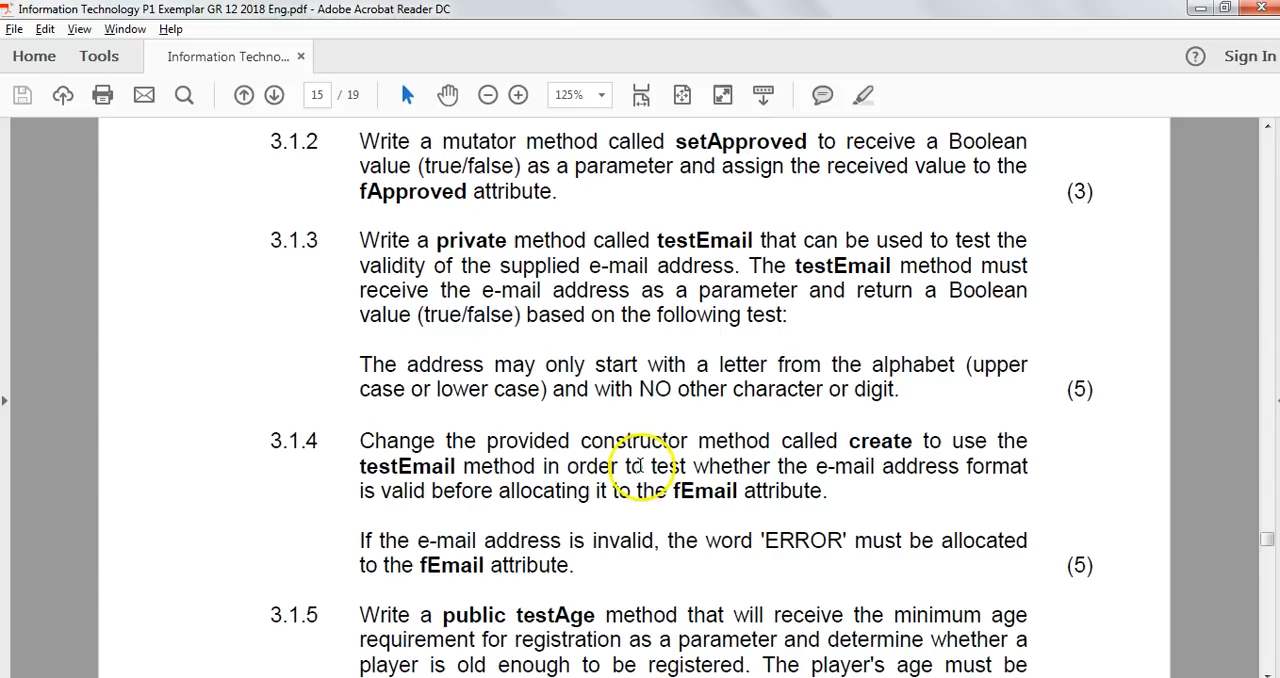 Information Technology P1 Exemplar GR 12 2018 Eng.pdf - Adobe Acrobat Reader DC
File Edit View Window Help
Home Tools Information Techno... × Sign In
15 / 19 125%
3.1.2 Write a mutator method called setApproved to receive a Boolean
value (true/false) as a parameter and assign the received value to the
fApproved attribute. (3)
3.1.3 Write a private method called testEmail that can be used to test the
validity of the supplied e-mail address. The testEmail method must
receive the e-mail address as a parameter and return a Boolean
value (true/false) based on the following test:
The address may only start with a letter from the alphabet (upper
case or lower case) and with NO other character or digit. (5)
3.1.4 Change the provided constructor method called create to use the
testEmail method in order to test whether the e-mail address format
is valid before allocating it to the fEmail attribute.
If the e-mail address is invalid, the word 'ERROR' must be allocated
to the fEmail attribute. (5)
3.1.5 Write a public testAge method that will receive the minimum age
requirement for registration as a parameter and determine whether a
player is old enough to be registered. The player's age must be